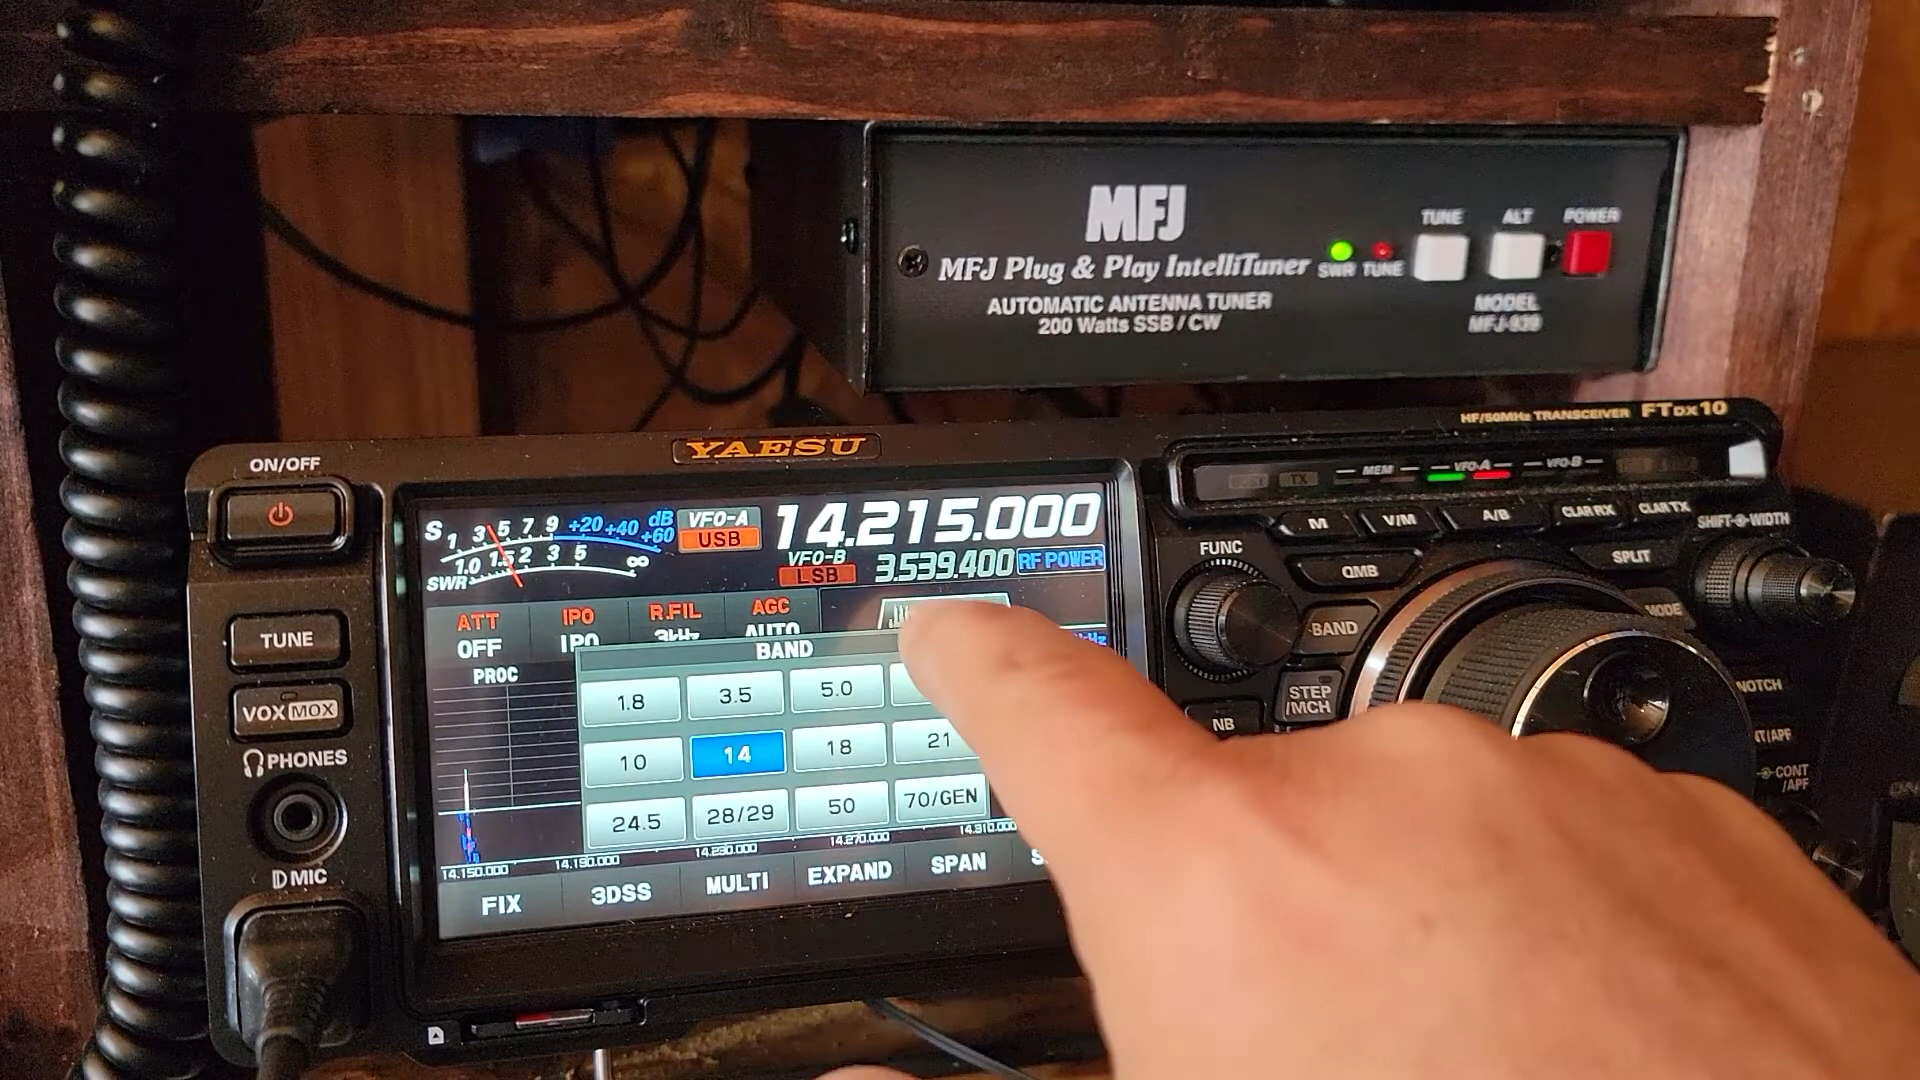 MFJ
MFJ Plug & Play IntelliTuner
AUTOMATIC ANTENNA TUNER
200 Watts SSB / CW
SWR TUNE
TUNE ALT POWER
MODEL
MFJ-939
HF/50MHz TRANSCEIVER FTDX10
YAESU
ON/OFF
TUNE
VOX MOX
PHONES
MIC
S 1 3 5 7 9 +20 +40 +60 dB
SWR 1.0 1.5 2 3 5 ∞
VFO-A
USB
14.215.000
VFO-B
LSB
3.539.400
RF POWER
ATT IPO R.FIL AGC
OFF IPO 3kHz AUTO
PROC
BAND
1.8 3.5 5.0
10 14 18 21
24.5 28/29 50 70/GEN
14.150.000 14.190.000 14.230.000 14.270.000 14.310.000
FIX 3DSS MULTI EXPAND SPAN
BUSY TX MEM VFO-A VFO-B
M V/M A/B CLAR RX CLAR TX
SHIFT WIDTH
FUNC
QMB
SPLIT
BAND
MODE
STEP
/MCH
NB
NOTCH
CONT
/APF